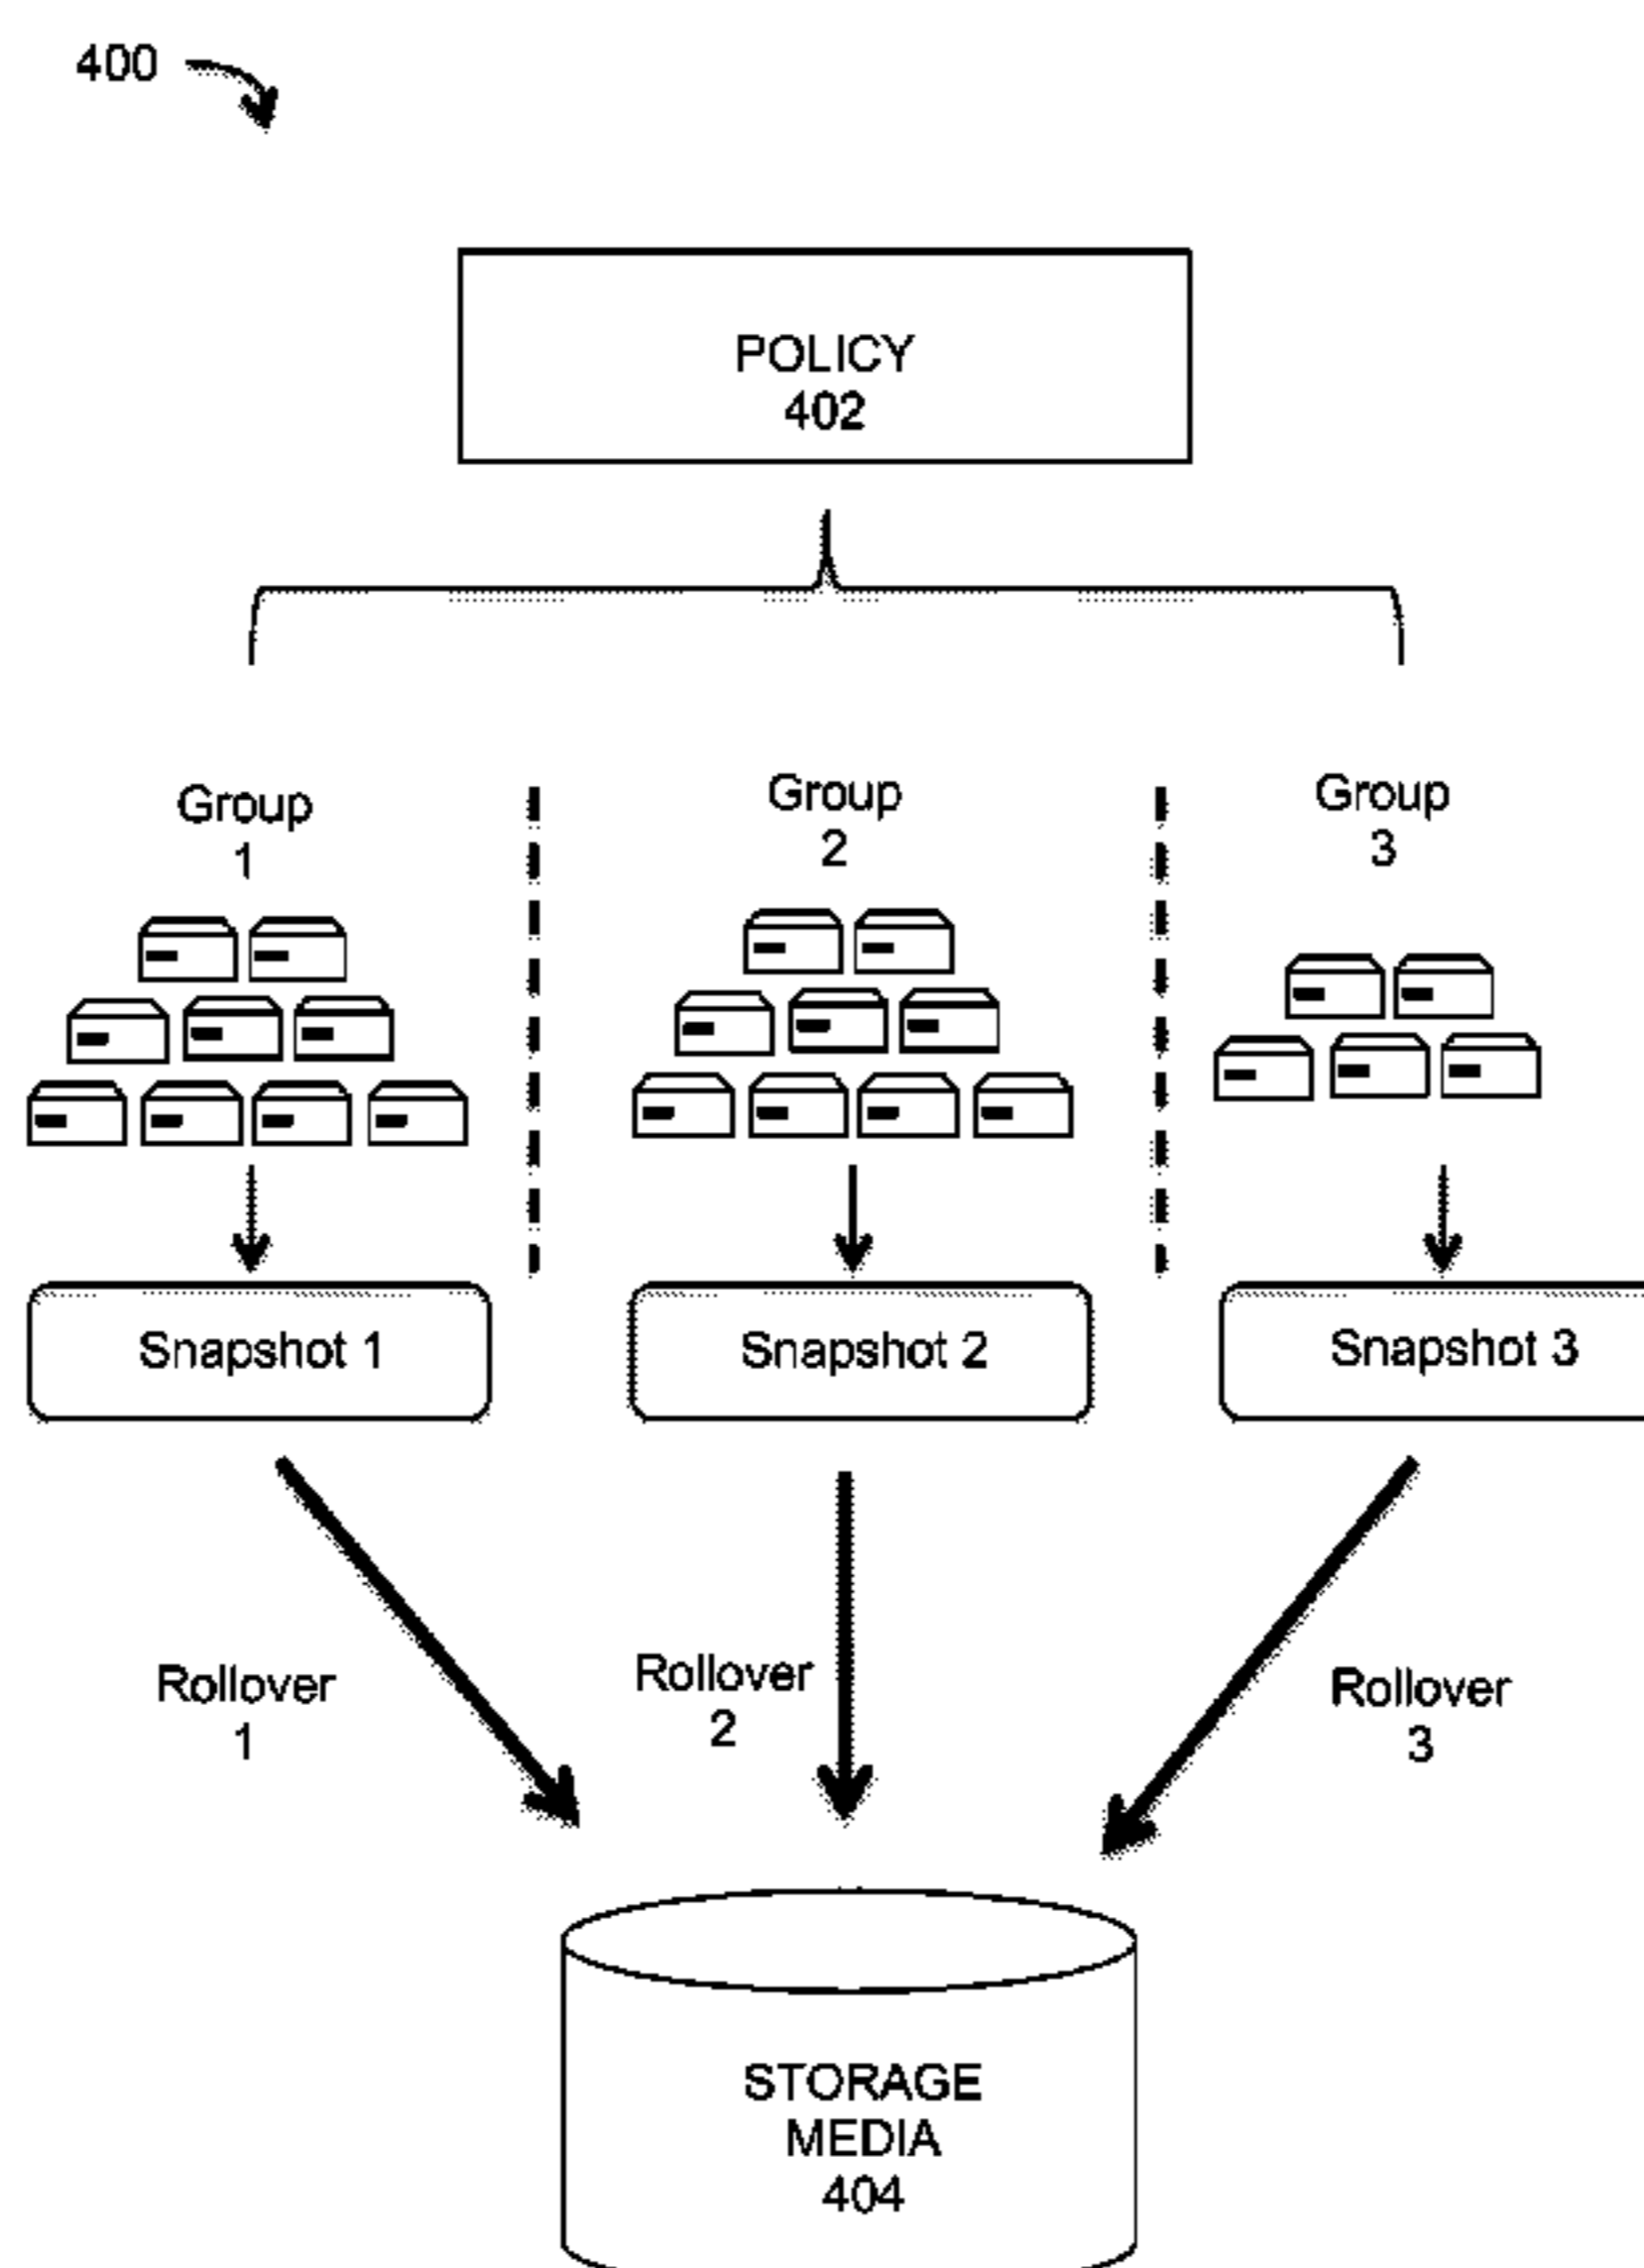 400
POLICY
402
Group
1
Group
2
Group
3
Snapshot 1
Snapshot 2
Snapshot 3
Rollover
1
Rollover
2
Rollover
3
STORAGE
MEDIA
404